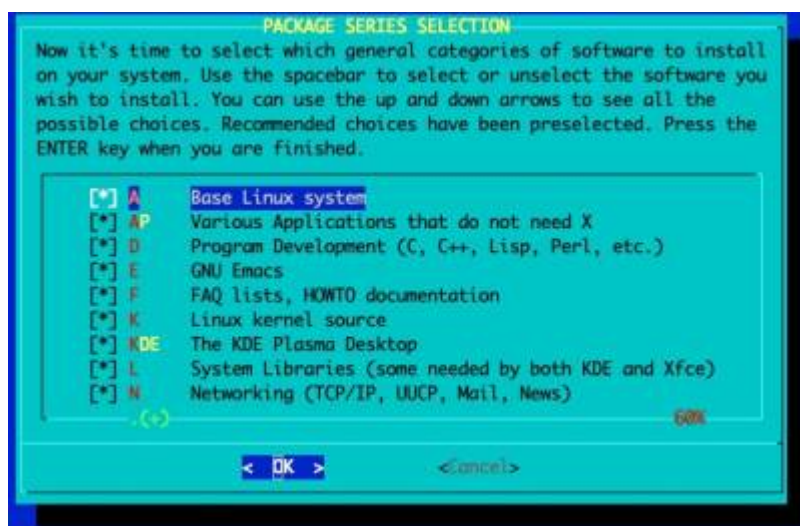 PACKAGE SERIES SELECTION
Now it's time to select which general categories of software to install
on your system. Use the spacebar to select or unselect the software you
wish to install. You can use the up and down arrows to see all the
possible choices. Recommended choices have been preselected. Press the
ENTER key when you are finished.
[*] A Base Linux system
[*] AP Various Applications that do not need X
[*] D Program Development (C, C++, Lisp, Perl, etc.)
[*] E GNU Emacs
[*] F FAQ lists, HOWTO documentation
[*] K Linux kernel source
[*] KDE The KDE Plasma Desktop
[*] L System Libraries (some needed by both KDE and Xfce)
[*] N Networking (TCP/IP, UUCP, Mail, News)
.(+) 60%
< OK > <Cancel>